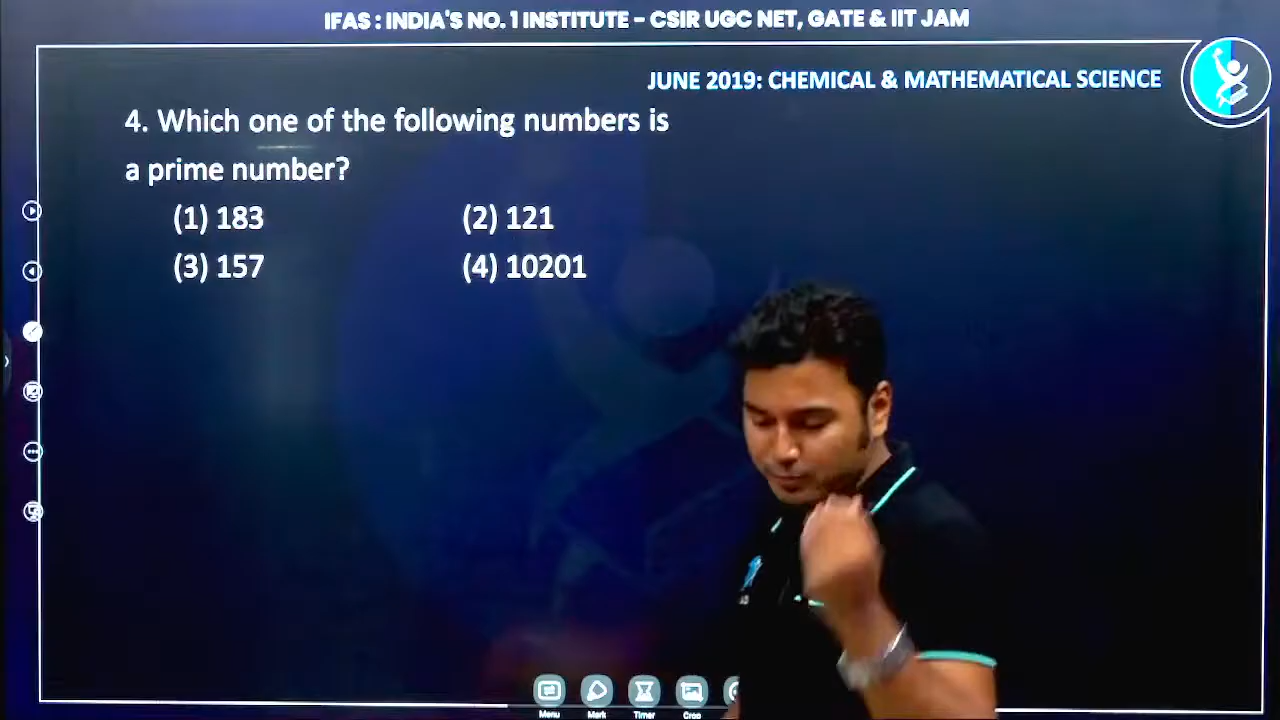 IFAS : INDIA'S NO. 1 INSTITUTE – CSIR UGC NET, GATE & IIT JAM
JUNE 2019: CHEMICAL & MATHEMATICAL SCIENCE
4. Which one of the following numbers is
a prime number?
(1) 183 (2) 121
(3) 157 (4) 10201
Menu Mark Timer Crop